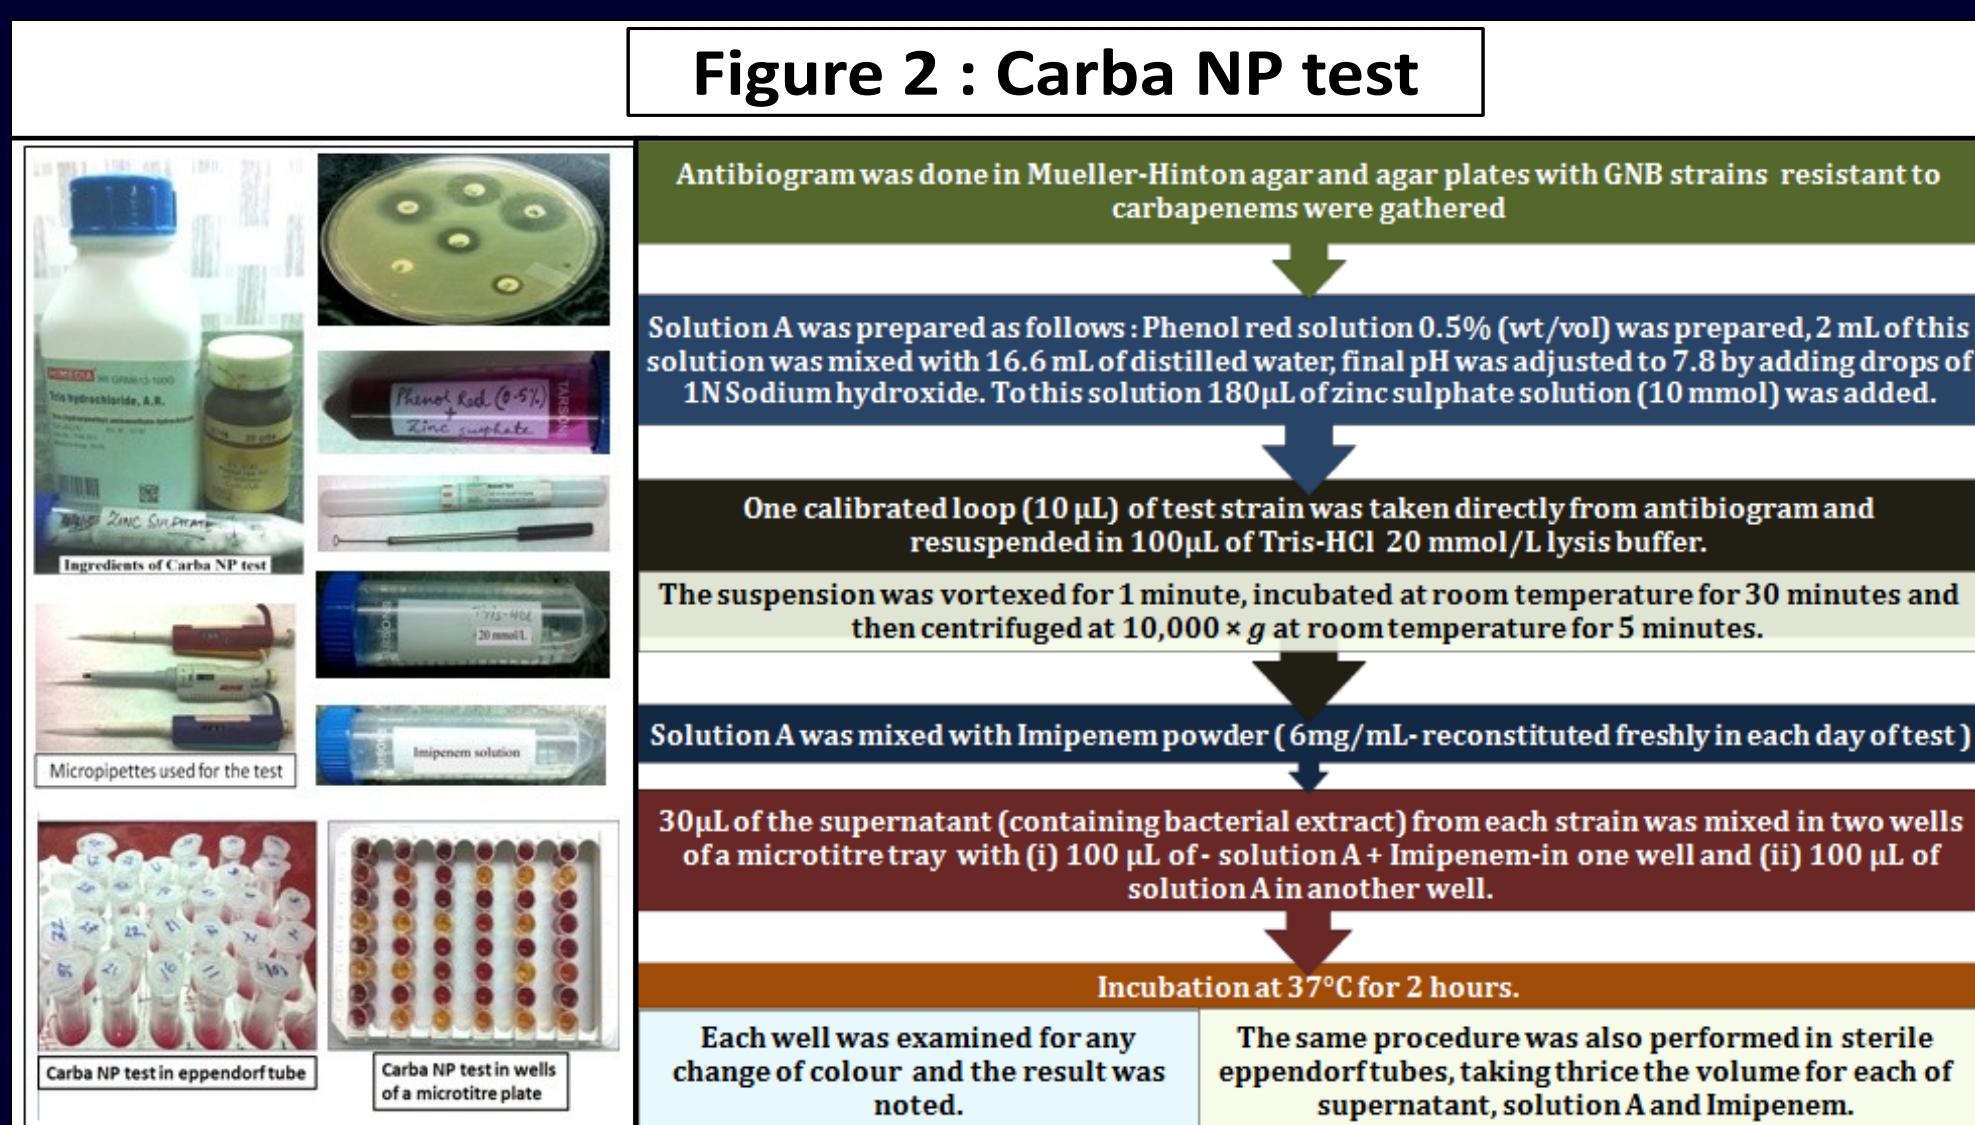 Figure 2 : Carba NP test
HIMEDIA
GRM613-100G
Tris hydrochloride, A.R.
ZINC SULPHATE
Ingredients of Carba NP test
Phenol Red (0.5%)
+
Zinc sulphate
TARSONS
Tris-HCl
20 mmol/L
Imipenem solution
Micropipettes used for the test
22
21
16
11
Carba NP test in eppendorf tube
Carba NP test in wells
of a microtitre plate
Antibiogram was done in Mueller-Hinton agar and agar plates with GNB strains resistant to
carbapenems were gathered
Solution A was prepared as follows : Phenol red solution 0.5% (wt/vol) was prepared, 2 mL of this
solution was mixed with 16.6 mL of distilled water, final pH was adjusted to 7.8 by adding drops of
1N Sodium hydroxide. To this solution 180µL of zinc sulphate solution (10 mmol) was added.
One calibrated loop (10 µL) of test strain was taken directly from antibiogram and
resuspended in 100µL of Tris-HCl 20 mmol/L lysis buffer.
The suspension was vortexed for 1 minute, incubated at room temperature for 30 minutes and
then centrifuged at 10,000 × g at room temperature for 5 minutes.
Solution A was mixed with Imipenem powder ( 6mg/mL- reconstituted freshly in each day of test )
30µL of the supernatant (containing bacterial extract) from each strain was mixed in two wells
of a microtitre tray with (i) 100 µL of - solution A + Imipenem-in one well and (ii) 100 µL of
solution A in another well.
Incubation at 37°C for 2 hours.
Each well was examined for any
change of colour and the result was
noted.
The same procedure was also performed in sterile
eppendorf tubes, taking thrice the volume for each of
supernatant, solution A and Imipenem.